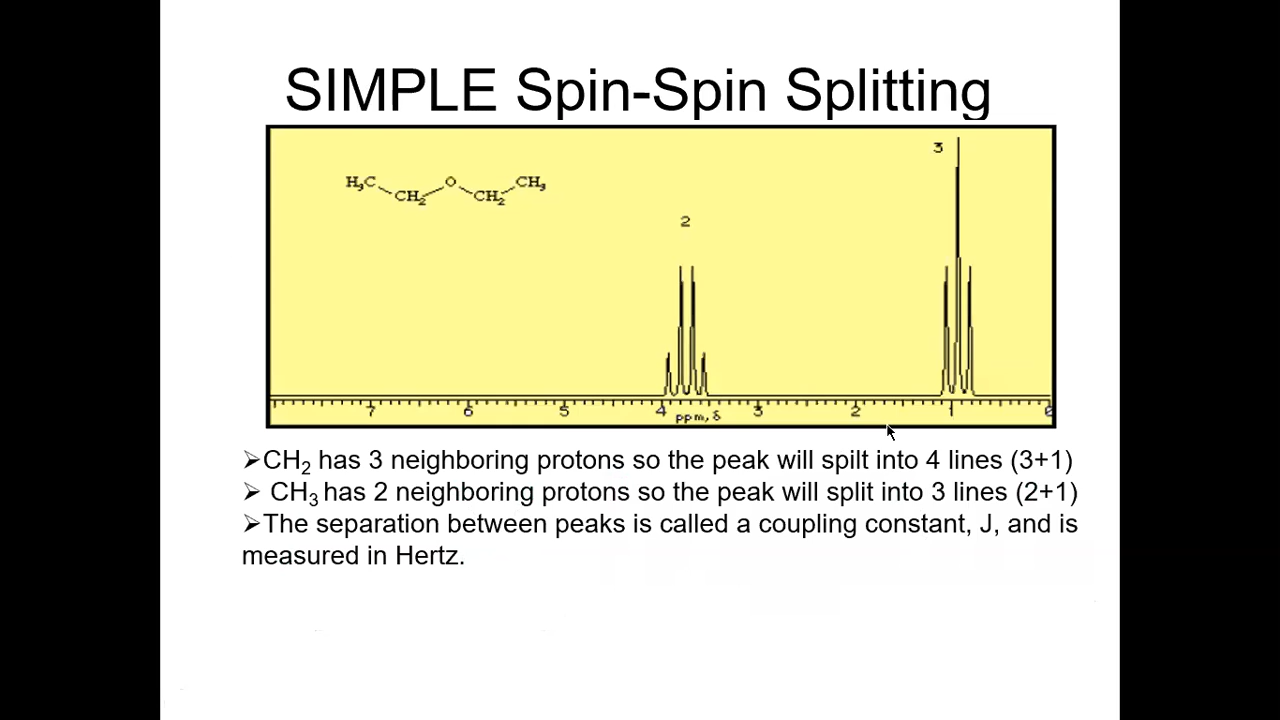 SIMPLE Spin-Spin Splitting
3
H₃C O CH₃
CH₂ CH₂
2
7 6 5 4 3 2 1 0
ppm, δ
➢CH₂ has 3 neighboring protons so the peak will spilt into 4 lines (3+1)
➢ CH₃ has 2 neighboring protons so the peak will split into 3 lines (2+1)
➢The separation between peaks is called a coupling constant, J, and is
measured in Hertz.